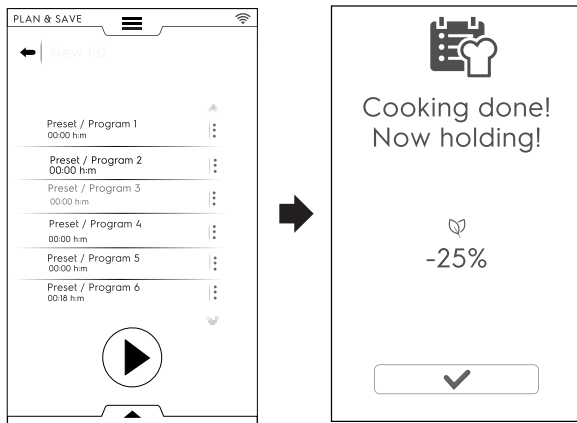 PLAN & SAVE
New list
Preset / Program 1
00:00 h:m
Preset / Program 2
00:00 h:m
Preset / Program 3
00:00 h:m
Preset / Program 4
00:00 h:m
Preset / Program 5
00:00 h:m
Preset / Program 6
00:18 h:m
Cooking done!
Now holding!
-25%